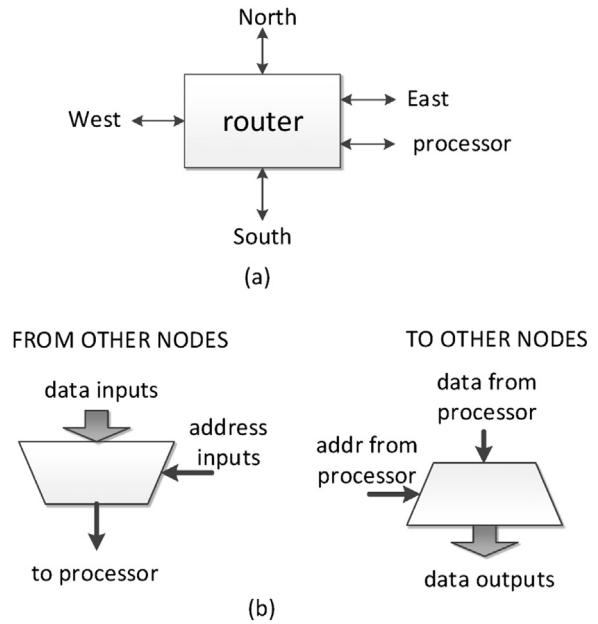 North
West
router
East
processor
South
(a)
FROM OTHER NODES
data inputs
address
inputs
to processor
TO OTHER NODES
data from
processor
addr from
processor
data outputs
(b)